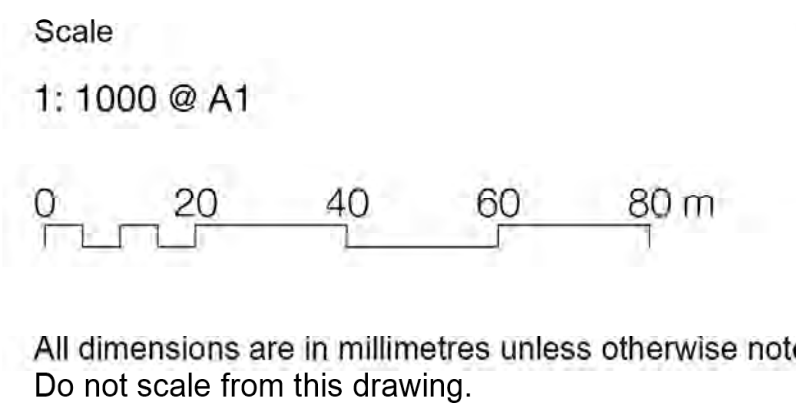 Scale
1: 1000 @ A1
0 20 40 60 80 m
All dimensions are in millimetres unless otherwise
Do not scale from this drawing.